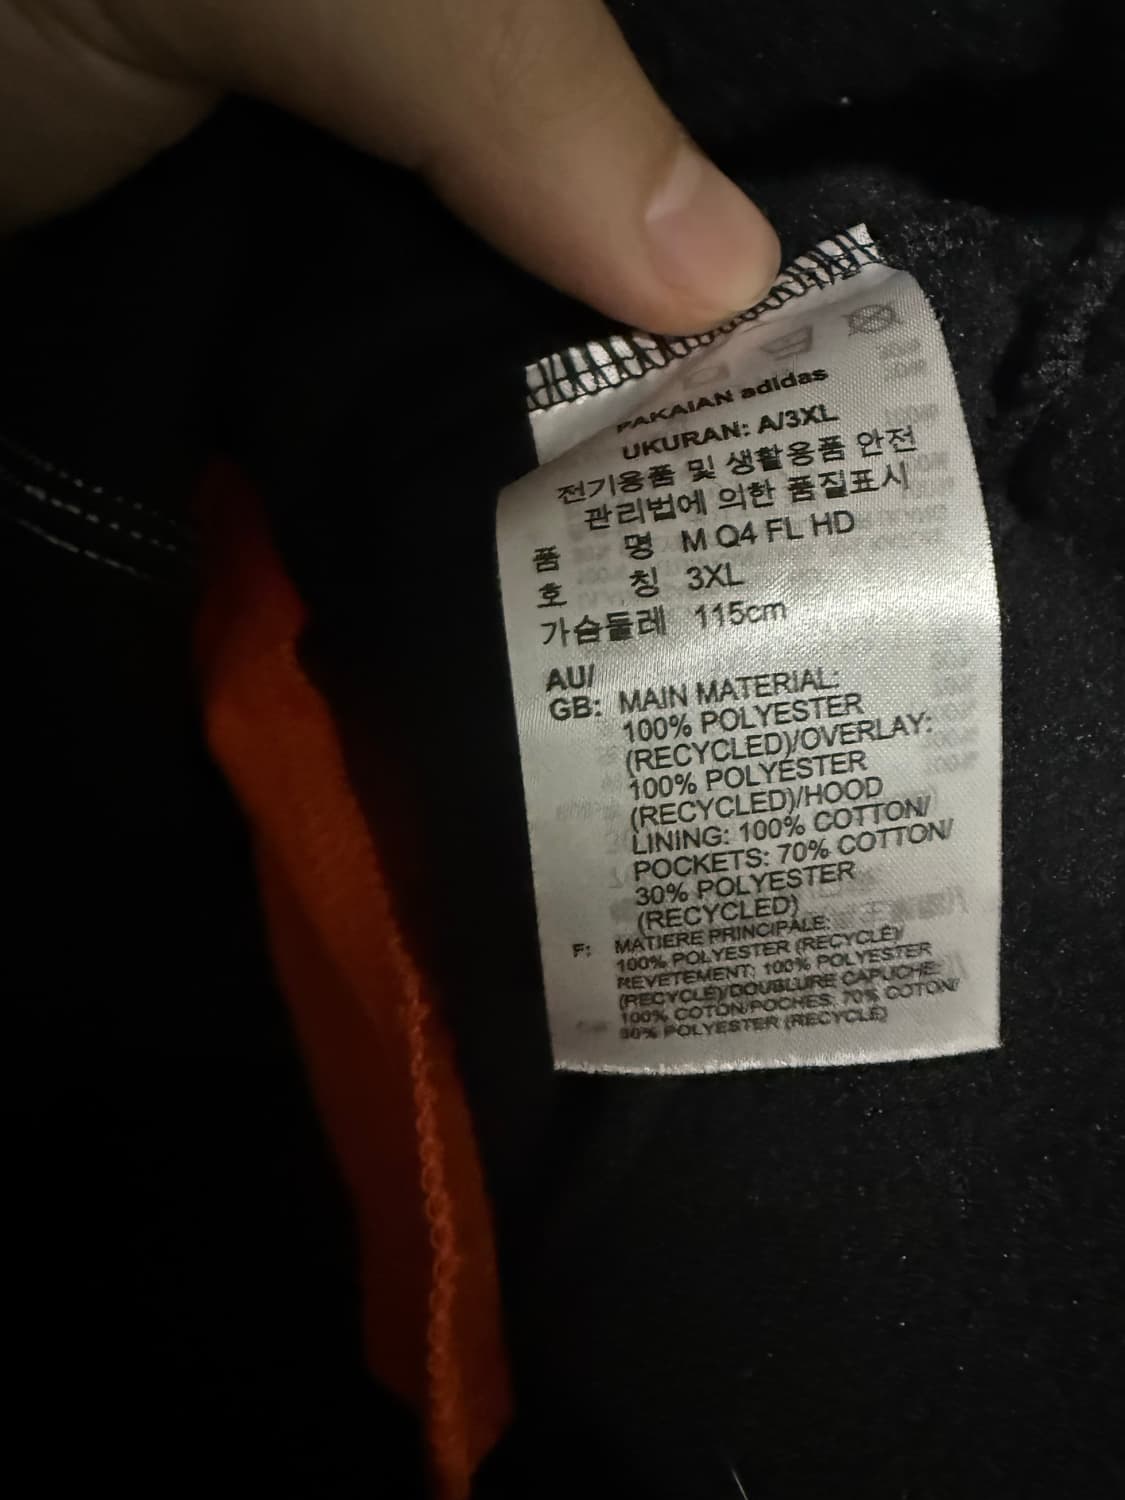 PAKAIAN adidas
UKURAN: A/3XL
전기용품 및 생활용품 안전
관리법에 의한 품질표시
품 명 M Q4 FL HD
호 칭 3XL
가슴둘레 115cm
AU/
GB: MAIN MATERIAL:
100% POLYESTER
(RECYCLED)/OVERLAY:
100% POLYESTER
(RECYCLED)/HOOD
LINING: 100% COTTON/
POCKETS: 70% COTTON/
30% POLYESTER
(RECYCLED)
F: MATIERE PRINCIPALE:
100% POLYESTER (RECYCLÉ)/
REVETEMENT: 100% POLYESTER
(RECYCLÉ)/DOUBLURE CAPUCHE:
100% COTON/POCHES: 70% COTON/
30% POLYESTER (RECYCLÉ)